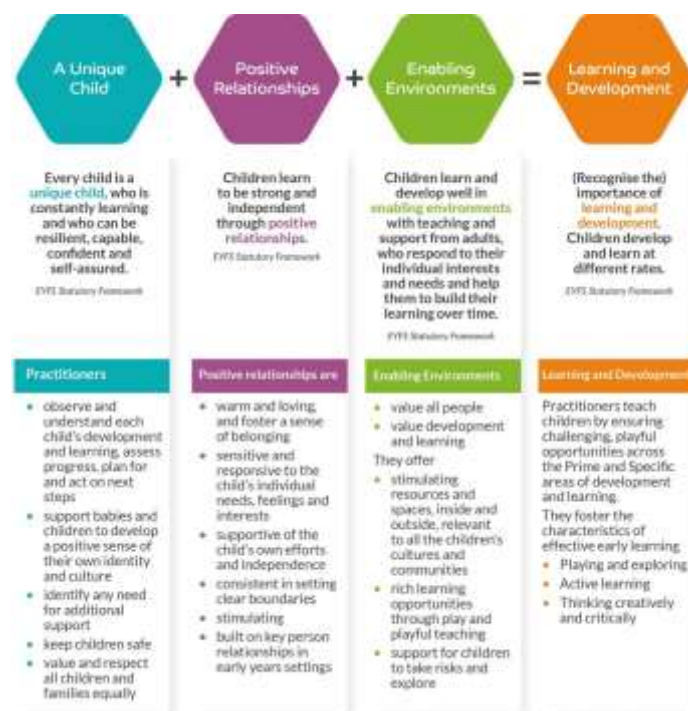 A Unique
Child
+
Positive
Relationships
+
Enabling
Environments
=
Learning and
Development
Every child is a
unique child, who is
constantly learning
and who can be
resilient, capable,
confident and
self-assured.
EYFS Statutory Framework
Children learn
to be strong and
independent
through positive
relationships.
EYFS Statutory Framework
Children learn and
develop well in
enabling environments
with teaching and
support from adults,
who respond to their
individual interests
and needs and help
them to build their
learning over time.
EYFS Statutory Framework
(Recognise the)
importance of
learning and
development.
Children develop
and learn at
different rates.
EYFS Statutory Framework
Practitioners
• observe and
understand each
child's development
and learning, assess
progress, plan for
and act on next
steps
• support babies and
children to develop
a positive sense of
their own identity
and culture
• identify any need
for additional
support
• keep children safe
• value and respect
all children and
families equally
Positive relationships are
• warm and loving,
and foster a sense
of belonging
• sensitive and
responsive to the
child's individual
needs, feelings and
interests
• supportive of the
child's own efforts
and independence
• consistent in setting
clear boundaries
• stimulating
• built on key person
relationships in
early years settings
Enabling Environments
• value all people
• value development
and learning
They offer
• stimulating
resources and
spaces, inside and
outside, relevant
to all the children's
cultures and
communities
• rich learning
opportunities
through play and
playful teaching
• support for children
to take risks and
explore
Learning and Development
Practitioners teach
children by ensuring
challenging, playful
opportunities across
the Prime and Specific
areas of development
and learning.
They foster the
characteristics of
effective early learning
• Playing and exploring
• Active learning
• Thinking creatively
and critically